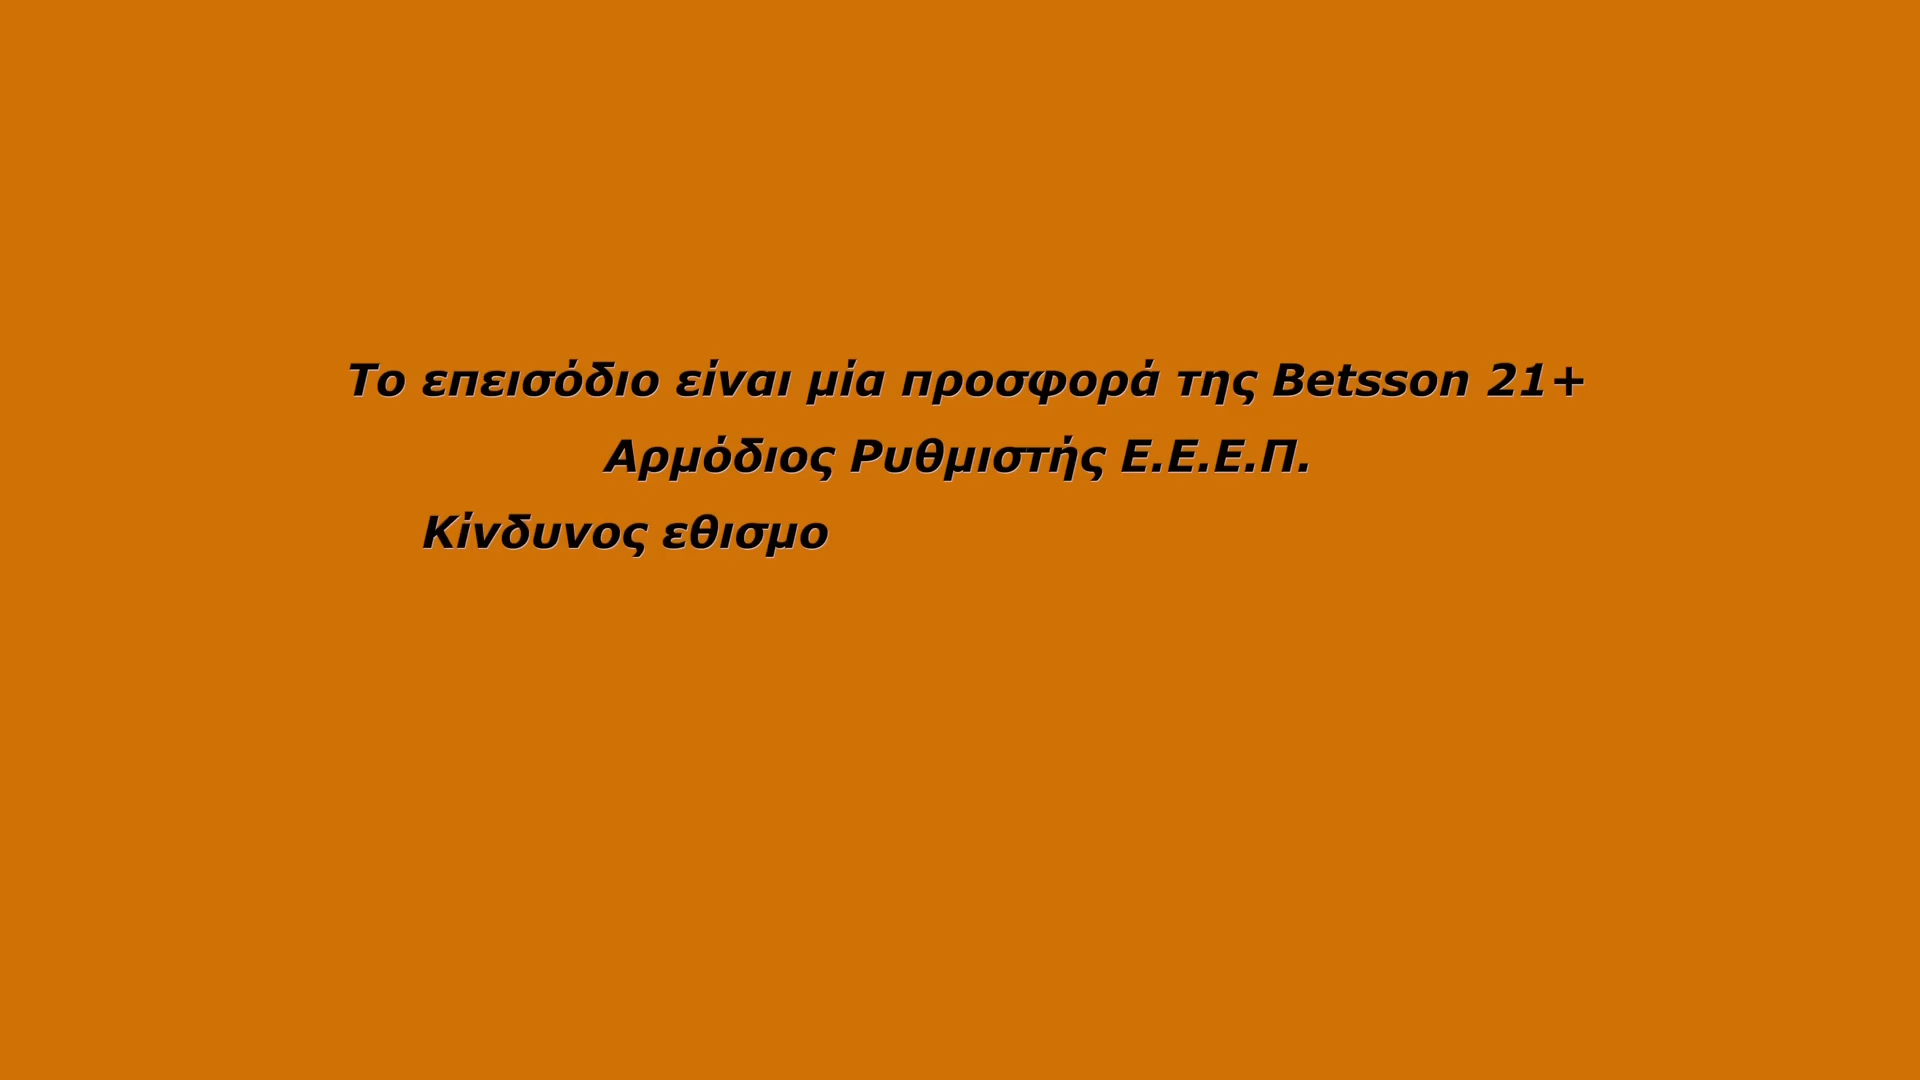 Το επεισόδιο είναι μία προσφορά της Betsson 21+
Αρμόδιος Ρυθμιστής Ε.Ε.Ε.Π.
Κίνδυνος εθισμο